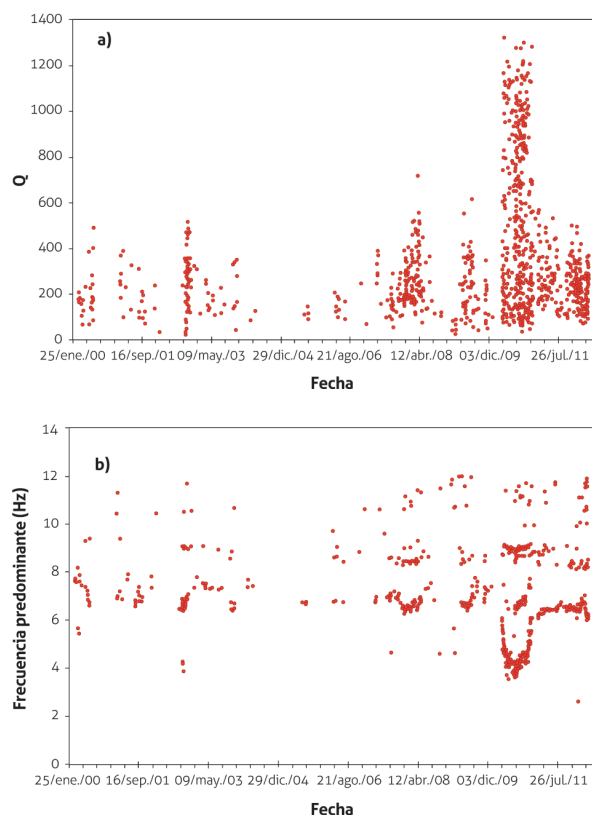 1400
a)
1200
1000
800
Q
600
400
200
0
25/ene./00 16/sep./01 09/may./03 29/dic./04 21/ago./06 12/abr./08 03/dic./09 26/jul./11
Fecha
14
b)
12
10
8
Frecuencia predominante (Hz)
6
4
2
0
25/ene./00 16/sep./01 09/may./03 29/dic./04 21/ago./06 12/abr./08 03/dic./09 26/jul./11
Fecha